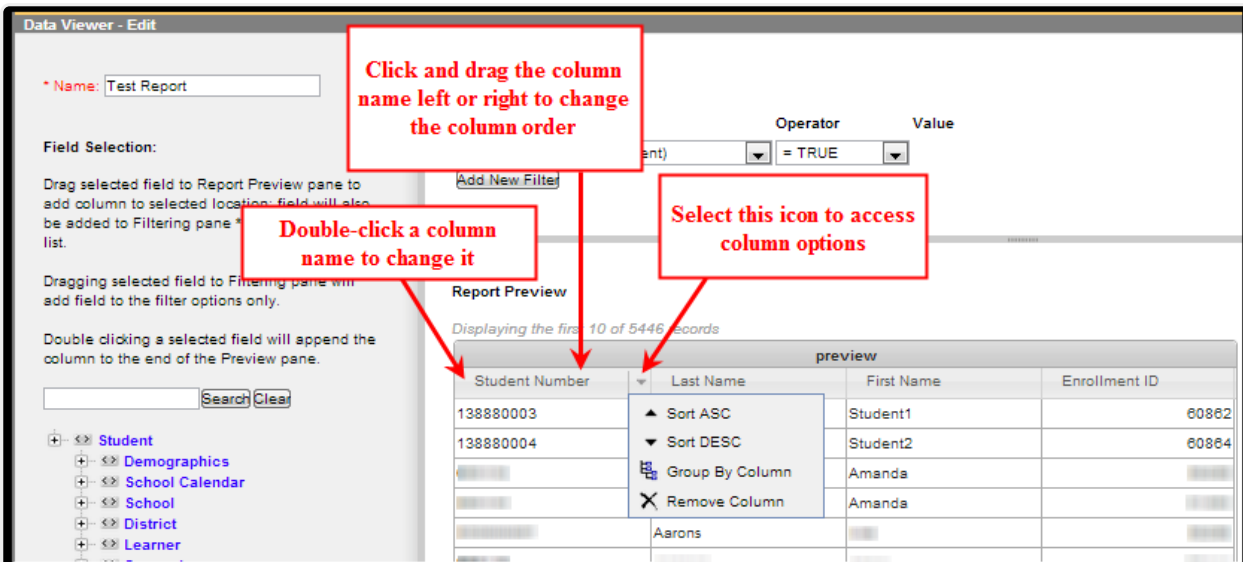 Data Viewer - Edit
* Name: Test Report
Click and drag the column
name left or right to change
the column order
Operator Value
Field Selection:
ent) = TRUE
Add New Filter
Drag selected field to Report Preview pane to
add column to selected location; field will also
be added to Filtering pane *
list.
Double-click a column
name to change it
Select this icon to access
column options
Dragging selected field to Filtering pane will
add field to the filter options only.
Double clicking a selected field will append the
column to the end of the Preview pane.
Search Clear
Report Preview
Displaying the first 10 of 5446 records
preview
Student Number Last Name First Name Enrollment ID
138880003 Student1 60862
138880004 Student2 60864
Amanda
Amanda
Aarons
Sort ASC
Sort DESC
Group By Column
Remove Column
Student
Demographics
School Calendar
School
District
Learner